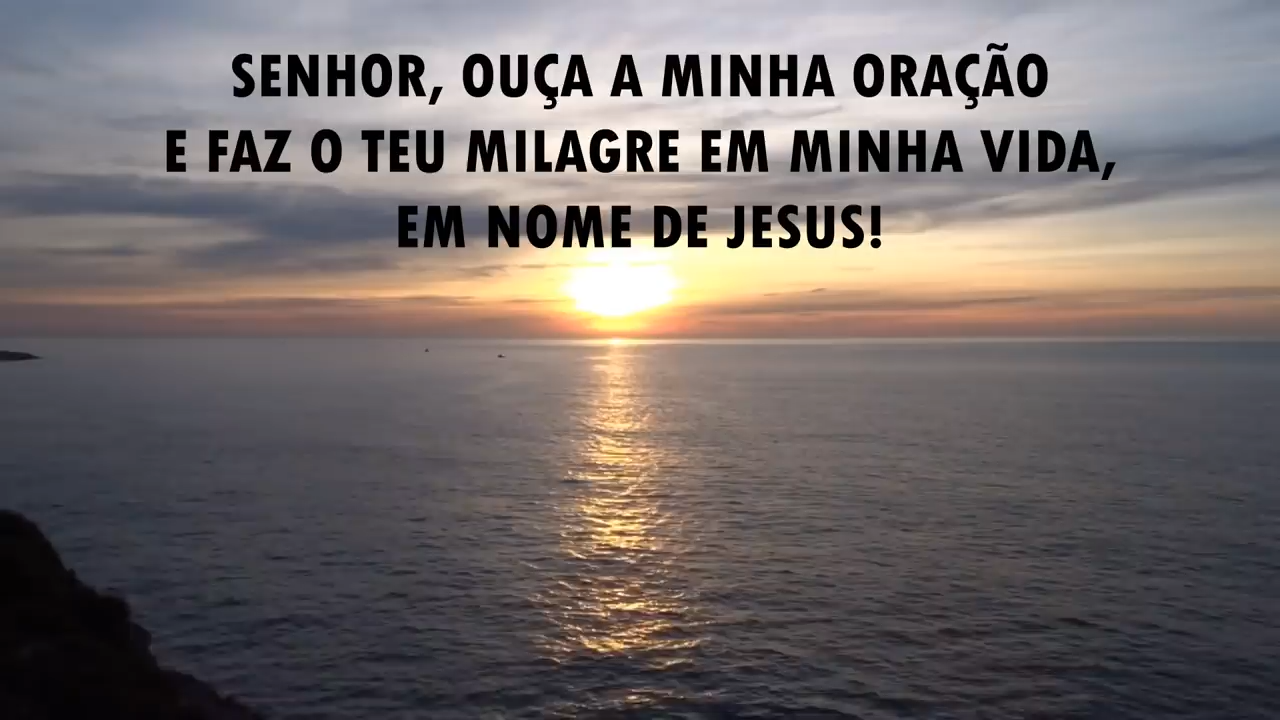 SENHOR, OUÇA A MINHA ORAÇÃO
E FAZ O TEU MILAGRE EM MINHA VIDA,
EM NOME DE JESUS!